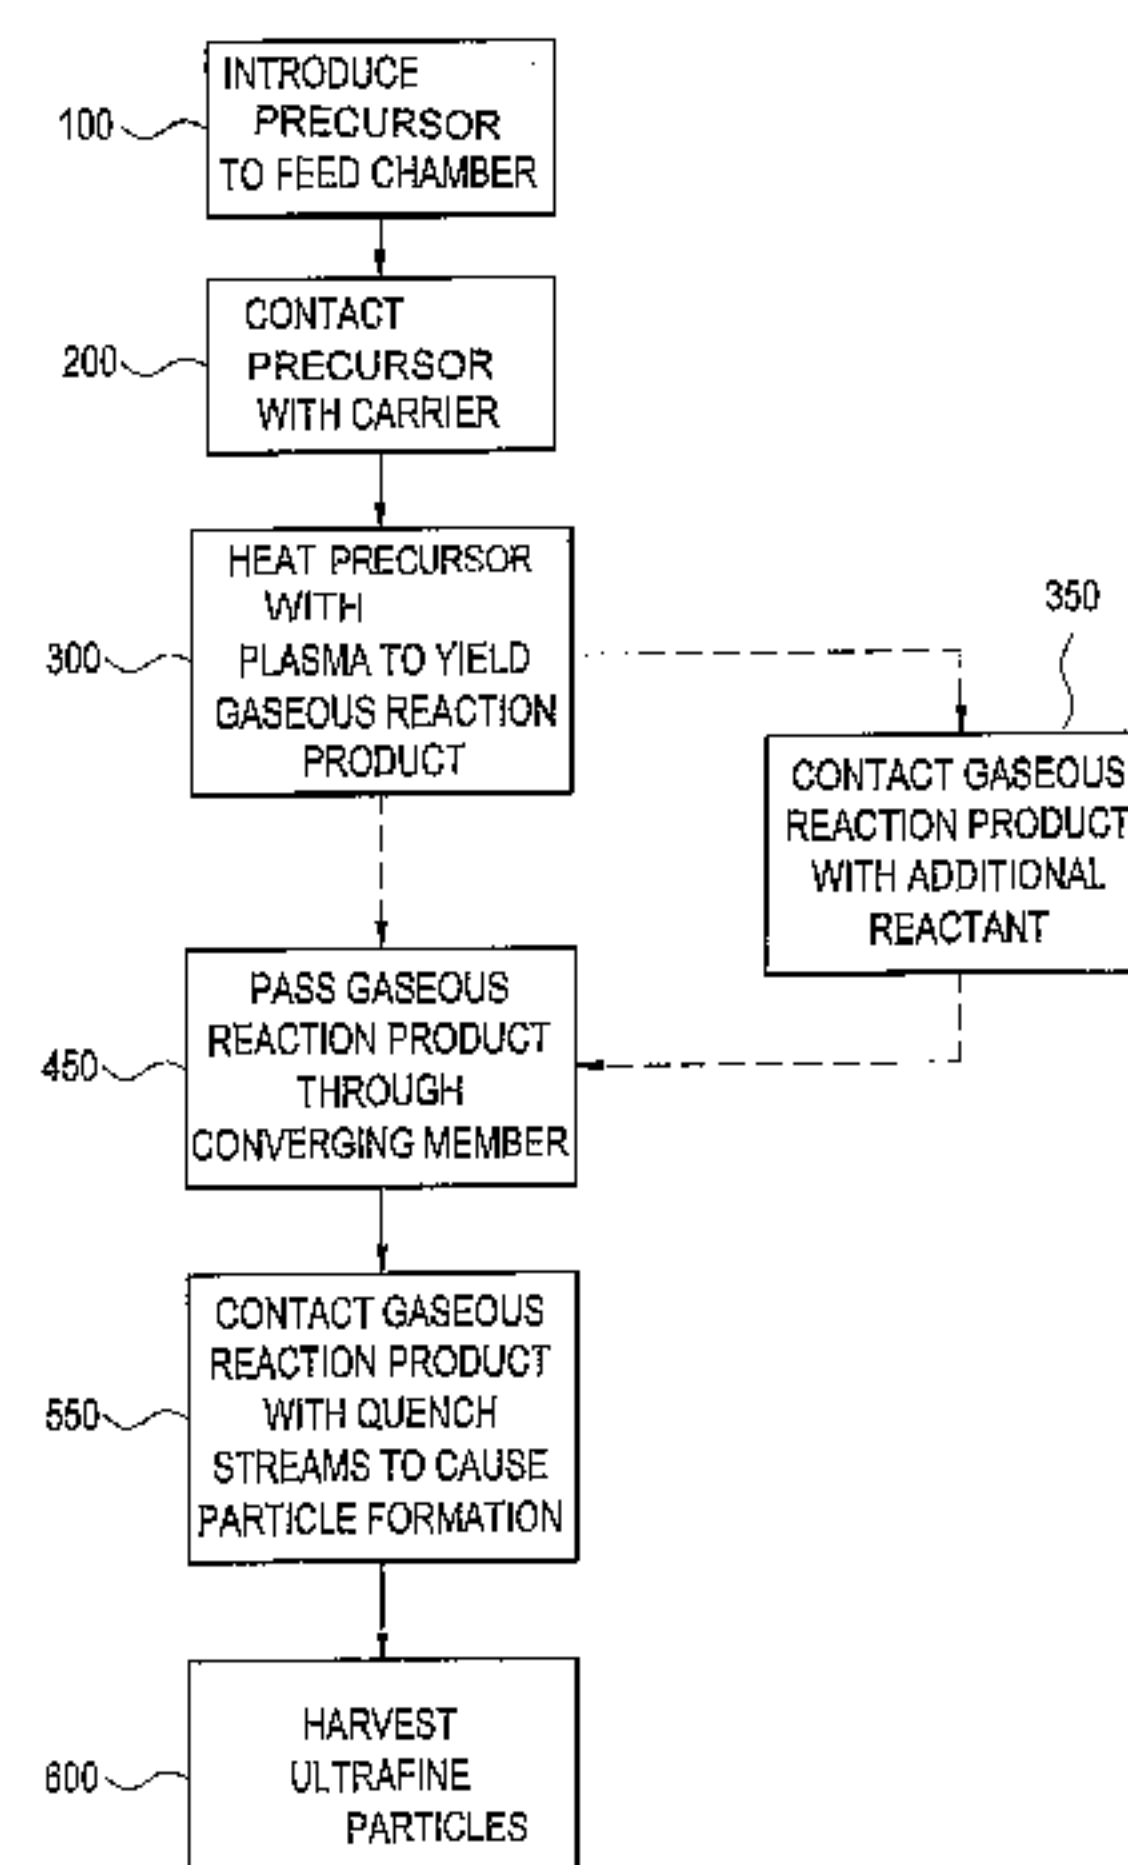 INTRODUCE
PRECURSOR
TO FEED CHAMBER
100
CONTACT
PRECURSOR
WITH CARRIER
200
HEAT PRECURSOR
WITH
PLASMA TO YIELD
GASEOUS REACTION
PRODUCT
300
350
CONTACT GASEOUS
REACTION PRODUCT
WITH ADDITIONAL
REACTANT
PASS GASEOUS
REACTION PRODUCT
THROUGH
CONVERGING MEMBER
450
CONTACT GASEOUS
REACTION PRODUCT
WITH QUENCH
STREAMS TO CAUSE
PARTICLE FORMATION
550
HARVEST
ULTRAFINE
PARTICLES
600